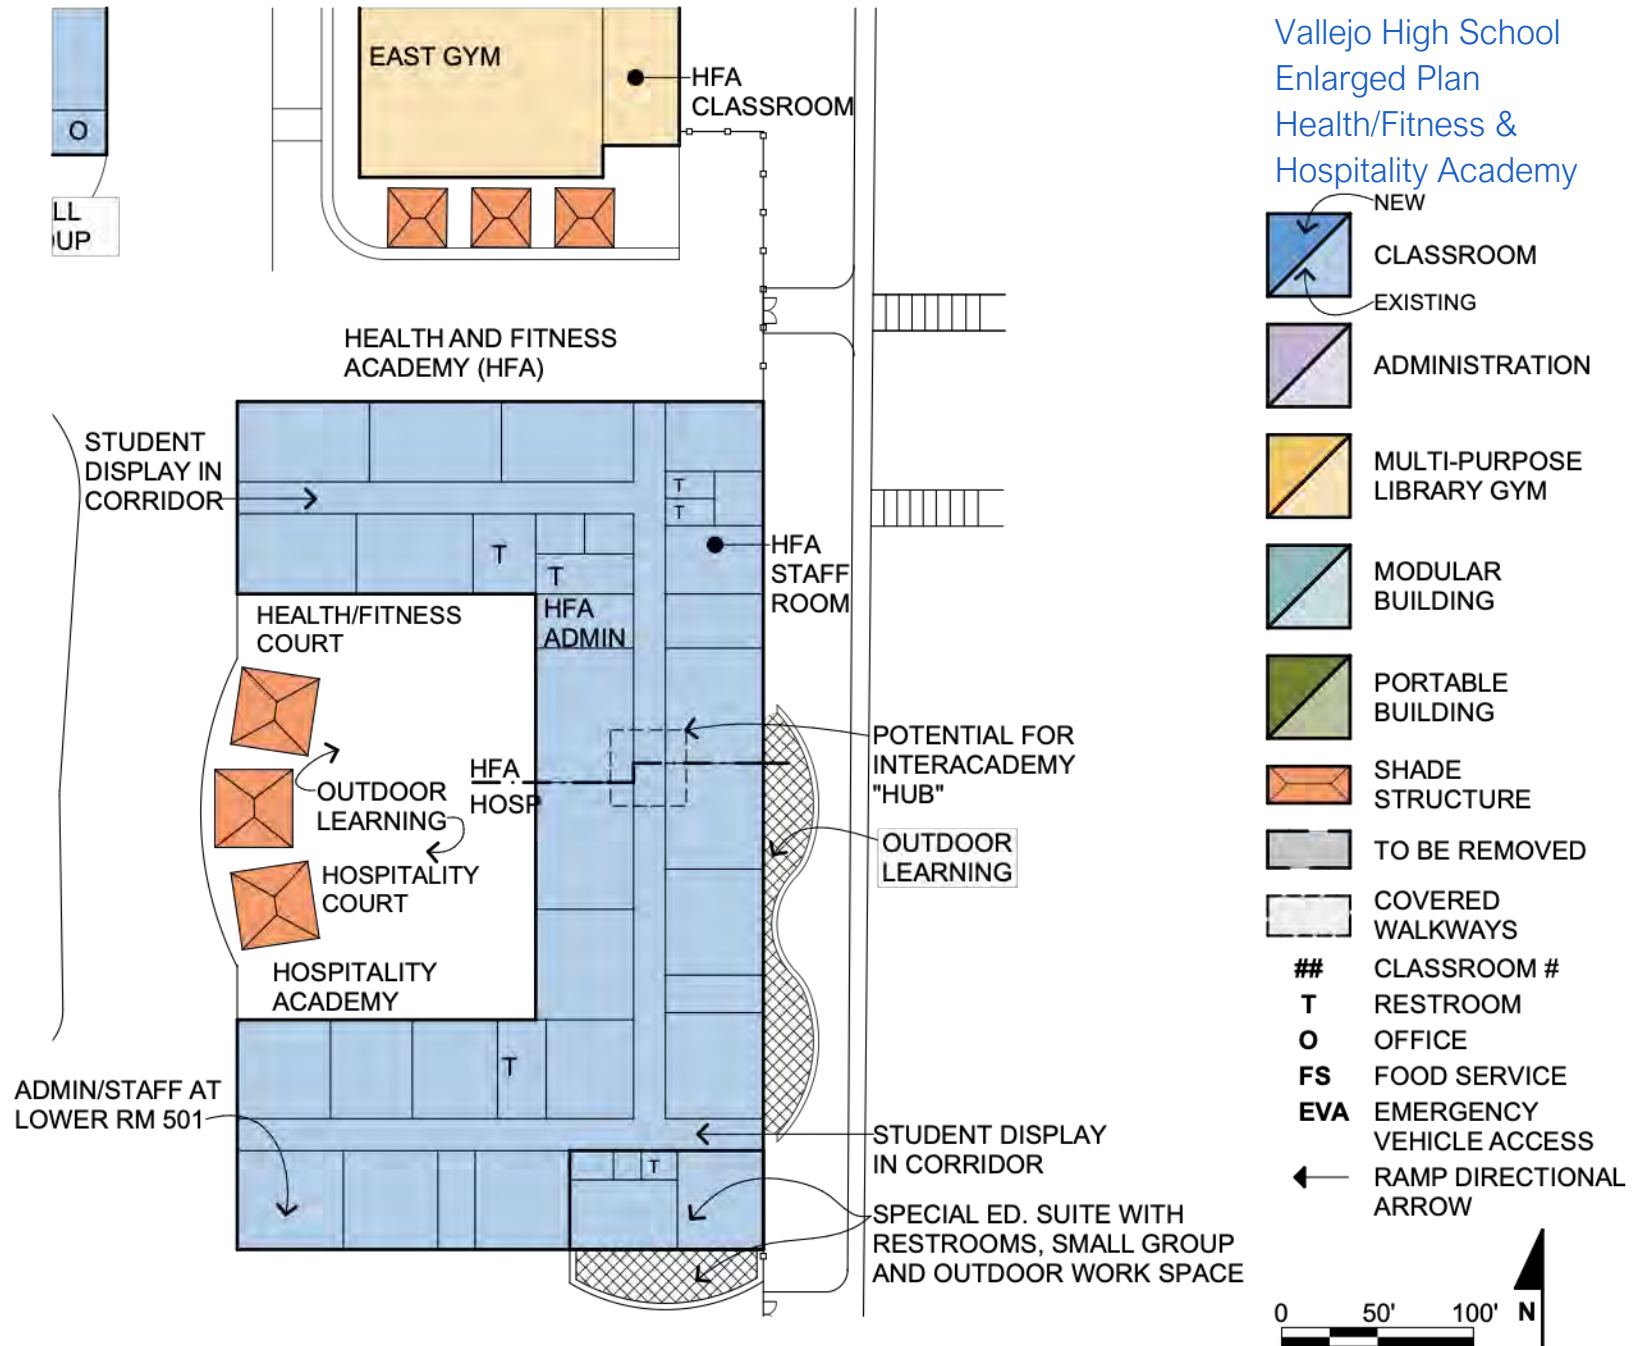 Vallejo High School
Enlarged Plan
Health/Fitness &
Hospitality Academy
EAST GYM
HFA
CLASSROOM
O
LL
UP
HEALTH AND FITNESS
ACADEMY (HFA)
STUDENT
DISPLAY IN
CORRIDOR
T
T
T
T
HFA
STAFF
ROOM
HFA
ADMIN
HEALTH/FITNESS
COURT
HFA
HOSP
OUTDOOR
LEARNING
HOSPITALITY
COURT
HOSPITALITY
ACADEMY
POTENTIAL FOR
INTERACADEMY
"HUB"
OUTDOOR
LEARNING
T
ADMIN/STAFF AT
LOWER RM 501
STUDENT DISPLAY
IN CORRIDOR
T
SPECIAL ED. SUITE WITH
RESTROOMS, SMALL GROUP
AND OUTDOOR WORK SPACE
NEW
CLASSROOM
EXISTING
ADMINISTRATION
MULTI-PURPOSE
LIBRARY GYM
MODULAR
BUILDING
PORTABLE
BUILDING
SHADE
STRUCTURE
TO BE REMOVED
COVERED
WALKWAYS
## CLASSROOM #
T RESTROOM
O OFFICE
FS FOOD SERVICE
EVA EMERGENCY
VEHICLE ACCESS
RAMP DIRECTIONAL
ARROW
0 50' 100' N